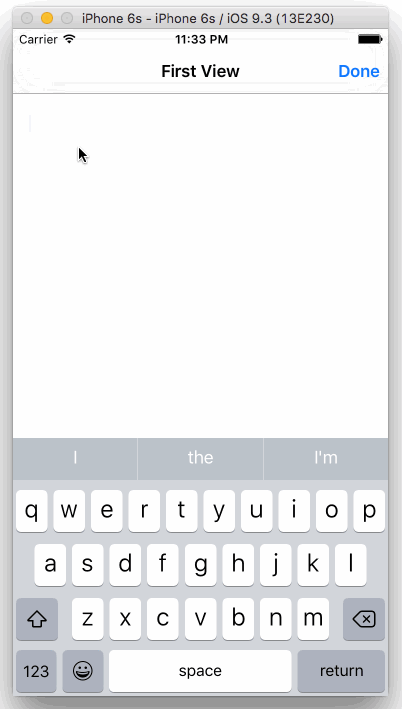 iPhone 6s - iPhone 6s / iOS 9.3 (13E230)
Carrier 11:33 PM
First View Done
I the I'm
q w e r t y u i o p
a s d f g h j k l
z x c v b n m
123 space return